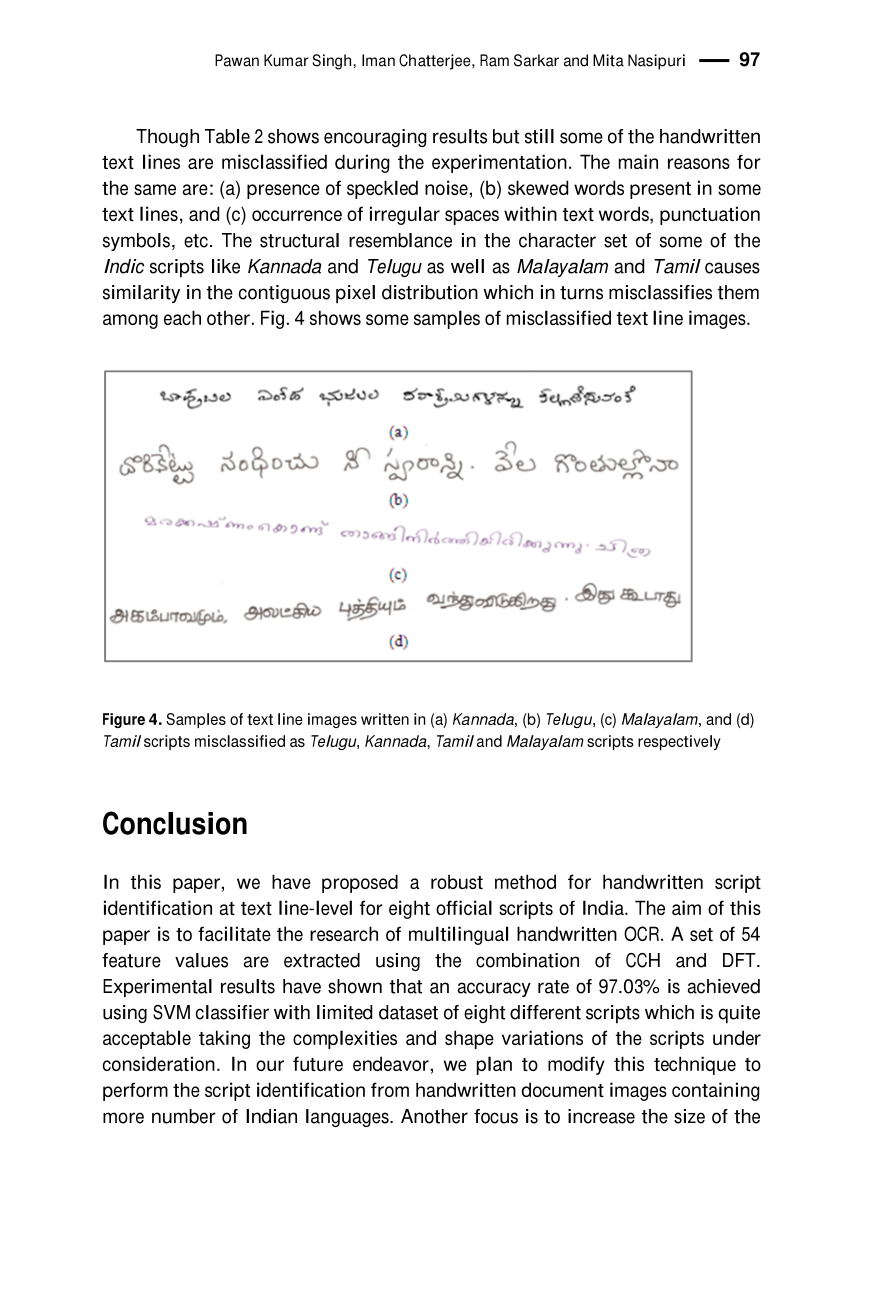 Pawan Kumar Singh, Iman Chatterjee, Ram Sarkar and Mita Nasipuri — 97
Though Table 2 shows encouraging results but still some of the handwritten
text lines are misclassified during the experimentation. The main reasons for
the same are: (a) presence of speckled noise, (b) skewed words present in some
text lines, and (c) occurrence of irregular spaces within text words, punctuation
symbols, etc. The structural resemblance in the character set of some of the
Indic scripts like Kannada and Telugu as well as Malayalam and Tamil causes
similarity in the contiguous pixel distribution which in turns misclassifies them
among each other. Fig. 4 shows some samples of misclassified text line images.
(a)
దొరికేట్టు సంధించు నీ స్వరాన్ని. వేల గొంతుల్లోనా
(b)
(c)
புத்தியும் வந்துவிடுகிறது. இது கூடாது
(d)
Figure 4. Samples of text line images written in (a) Kannada, (b) Telugu, (c) Malayalam, and (d)
Tamil scripts misclassified as Telugu, Kannada, Tamil and Malayalam scripts respectively
Conclusion
In this paper, we have proposed a robust method for handwritten script
identification at text line-level for eight official scripts of India. The aim of this
paper is to facilitate the research of multilingual handwritten OCR. A set of 54
feature values are extracted using the combination of CCH and DFT.
Experimental results have shown that an accuracy rate of 97.03% is achieved
using SVM classifier with limited dataset of eight different scripts which is quite
acceptable taking the complexities and shape variations of the scripts under
consideration. In our future endeavor, we plan to modify this technique to
perform the script identification from handwritten document images containing
more number of Indian languages. Another focus is to increase the size of the